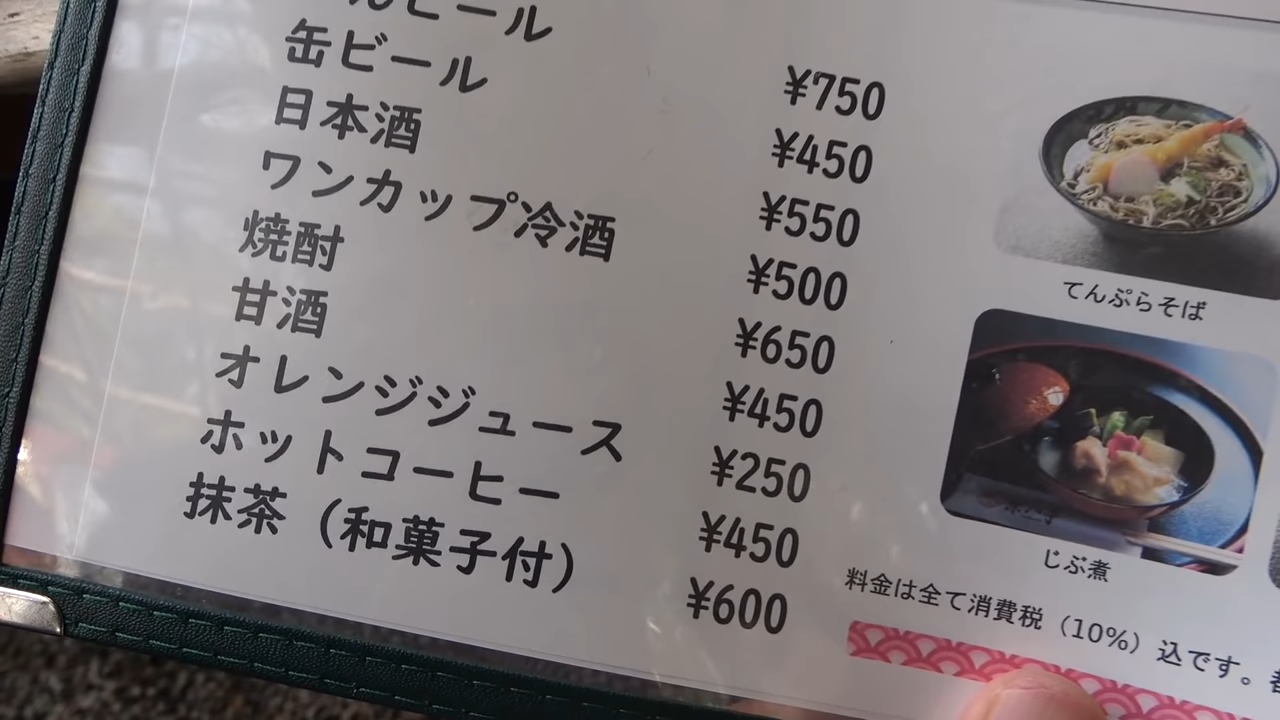 ビール
缶ビール
日本酒
ワンカップ冷酒
焼酎
甘酒
オレンジジュース
ホットコーヒー
抹茶（和菓子付）
¥750
¥450
¥550
¥500
¥650
¥450
¥250
¥450
¥600
てんぷらそば
じぶ煮
料金は全て消費税（10%）込です。